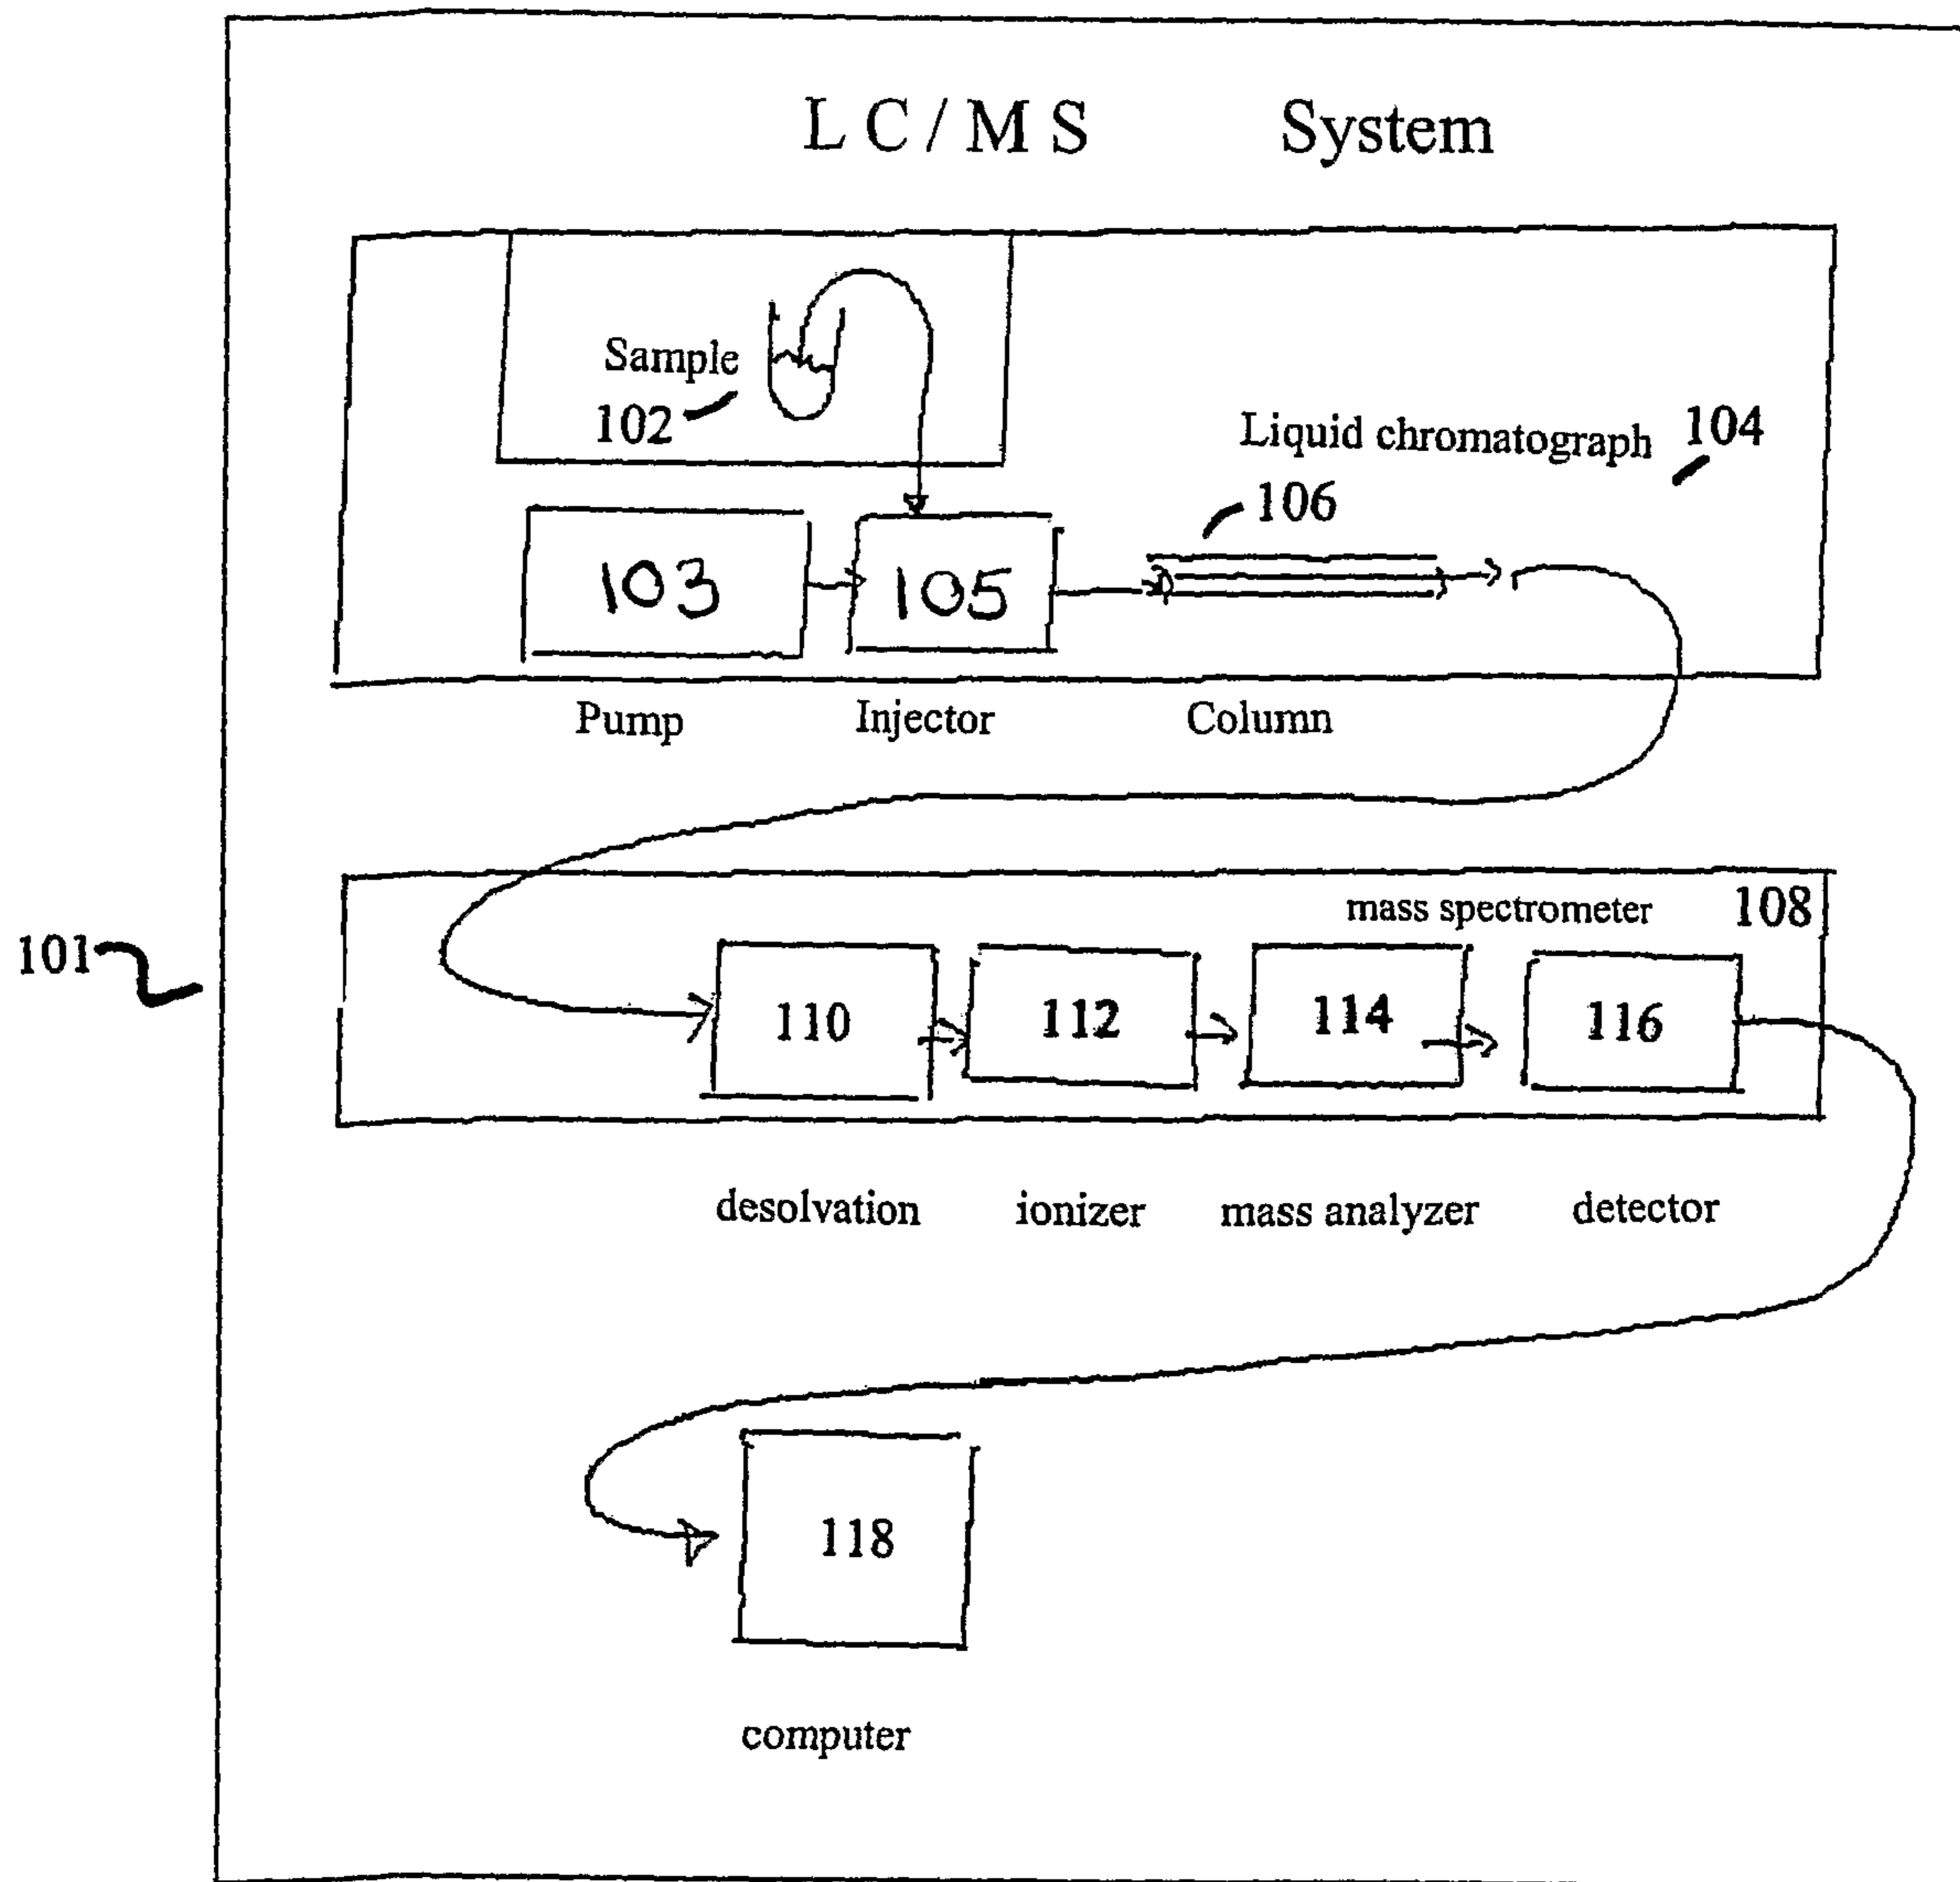 L C / M S System
Sample
102
Liquid chromatograph 104
106
103 105
Pump Injector Column
mass spectrometer 108
101
110 112 114 116
desolvation ionizer mass analyzer detector
118
computer